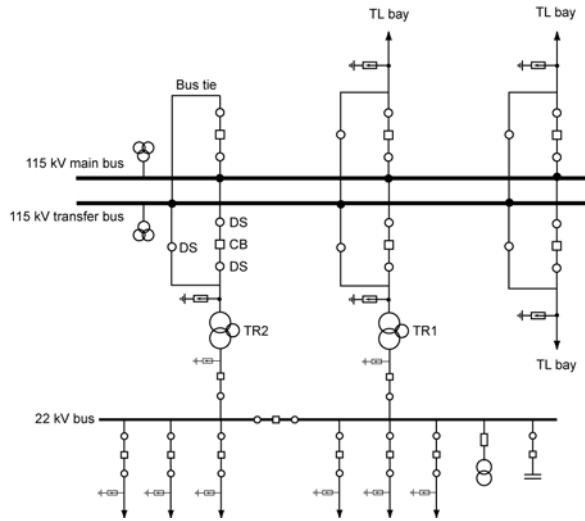 TL bay
TL bay
Bus tie
115 kV main bus
115 kV transfer bus
DS
DS
CB
DS
TR2
TR1
TL bay
22 kV bus